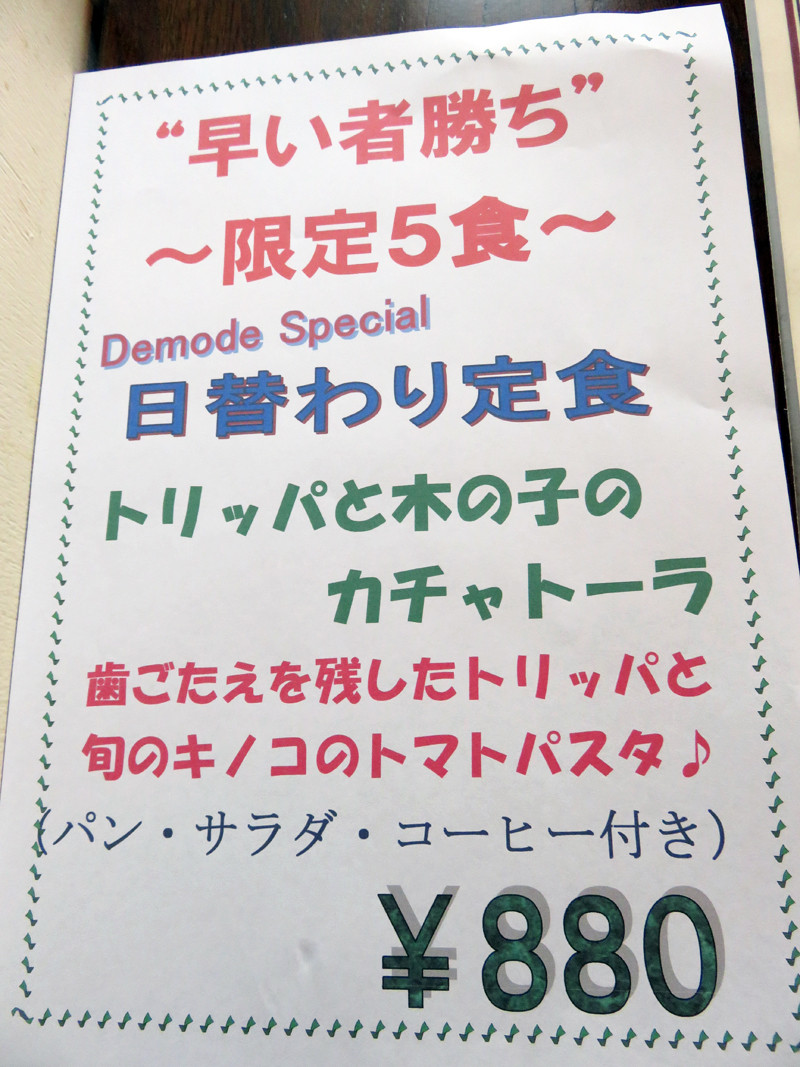 “早い者勝ち”
～限定5食～
Demode Special
日替わり定食
トリッパと木の子の
カチャトーラ
歯ごたえを残したトリッパと
旬のキノコのトマトパスタ♪
(パン・サラダ・コーヒー付き)
¥880